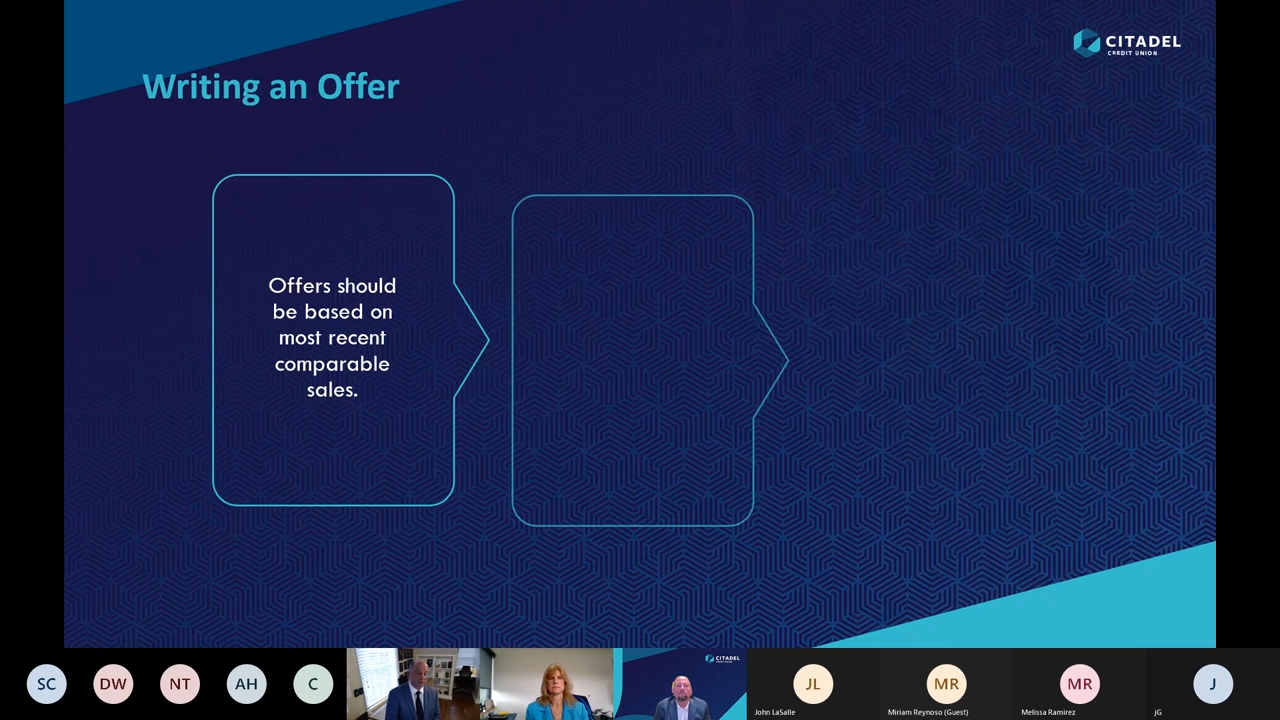 CITADEL
CREDIT UNION
Writing an Offer
Offers should
be based on
most recent
comparable
sales.
CITADEL
SC
DW
NT
AH
C
JL
John LaSalle
MR
Miriam Reynoso (Guest)
MR
Melissa Ramirez
J
jG